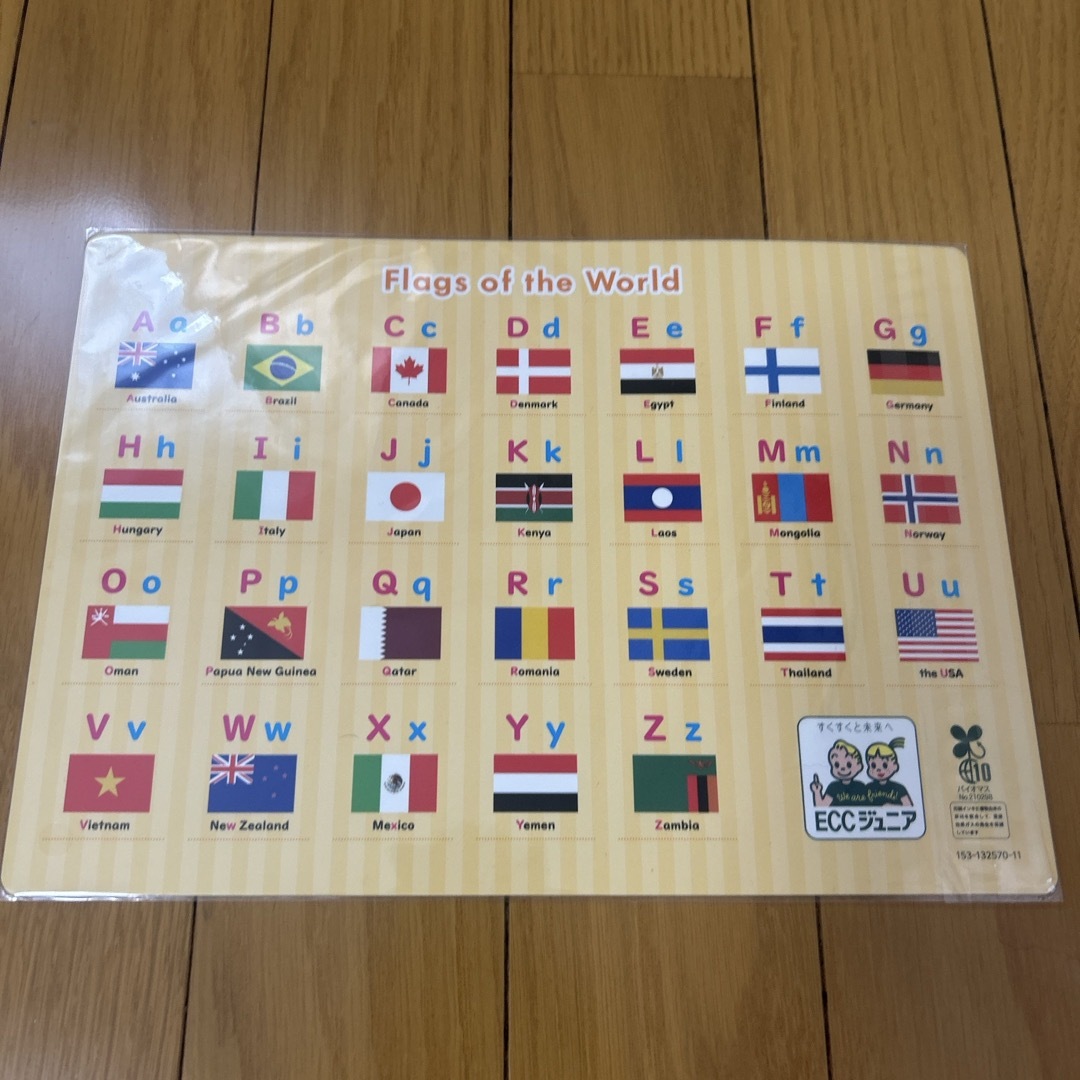 Flags of the World
A a B b C c D d E e F f G g
Australia Brazil Canada Denmark Egypt Finland Germany
H h I i J j K k L l M m N n
Hungary Italy Japan Kenya Laos Mongolia Norway
O o P p Q q R r S s T t U u
Oman Papua New Guinea Qatar Romania Sweden Thailand the USA
V v W w X x Y y Z z
Vietnam New Zealand Mexico Yemen Zambia
すくすくと未来へ
We are friends!
ECCジュニア
10
バイオマス
No.210298
153-132570-11